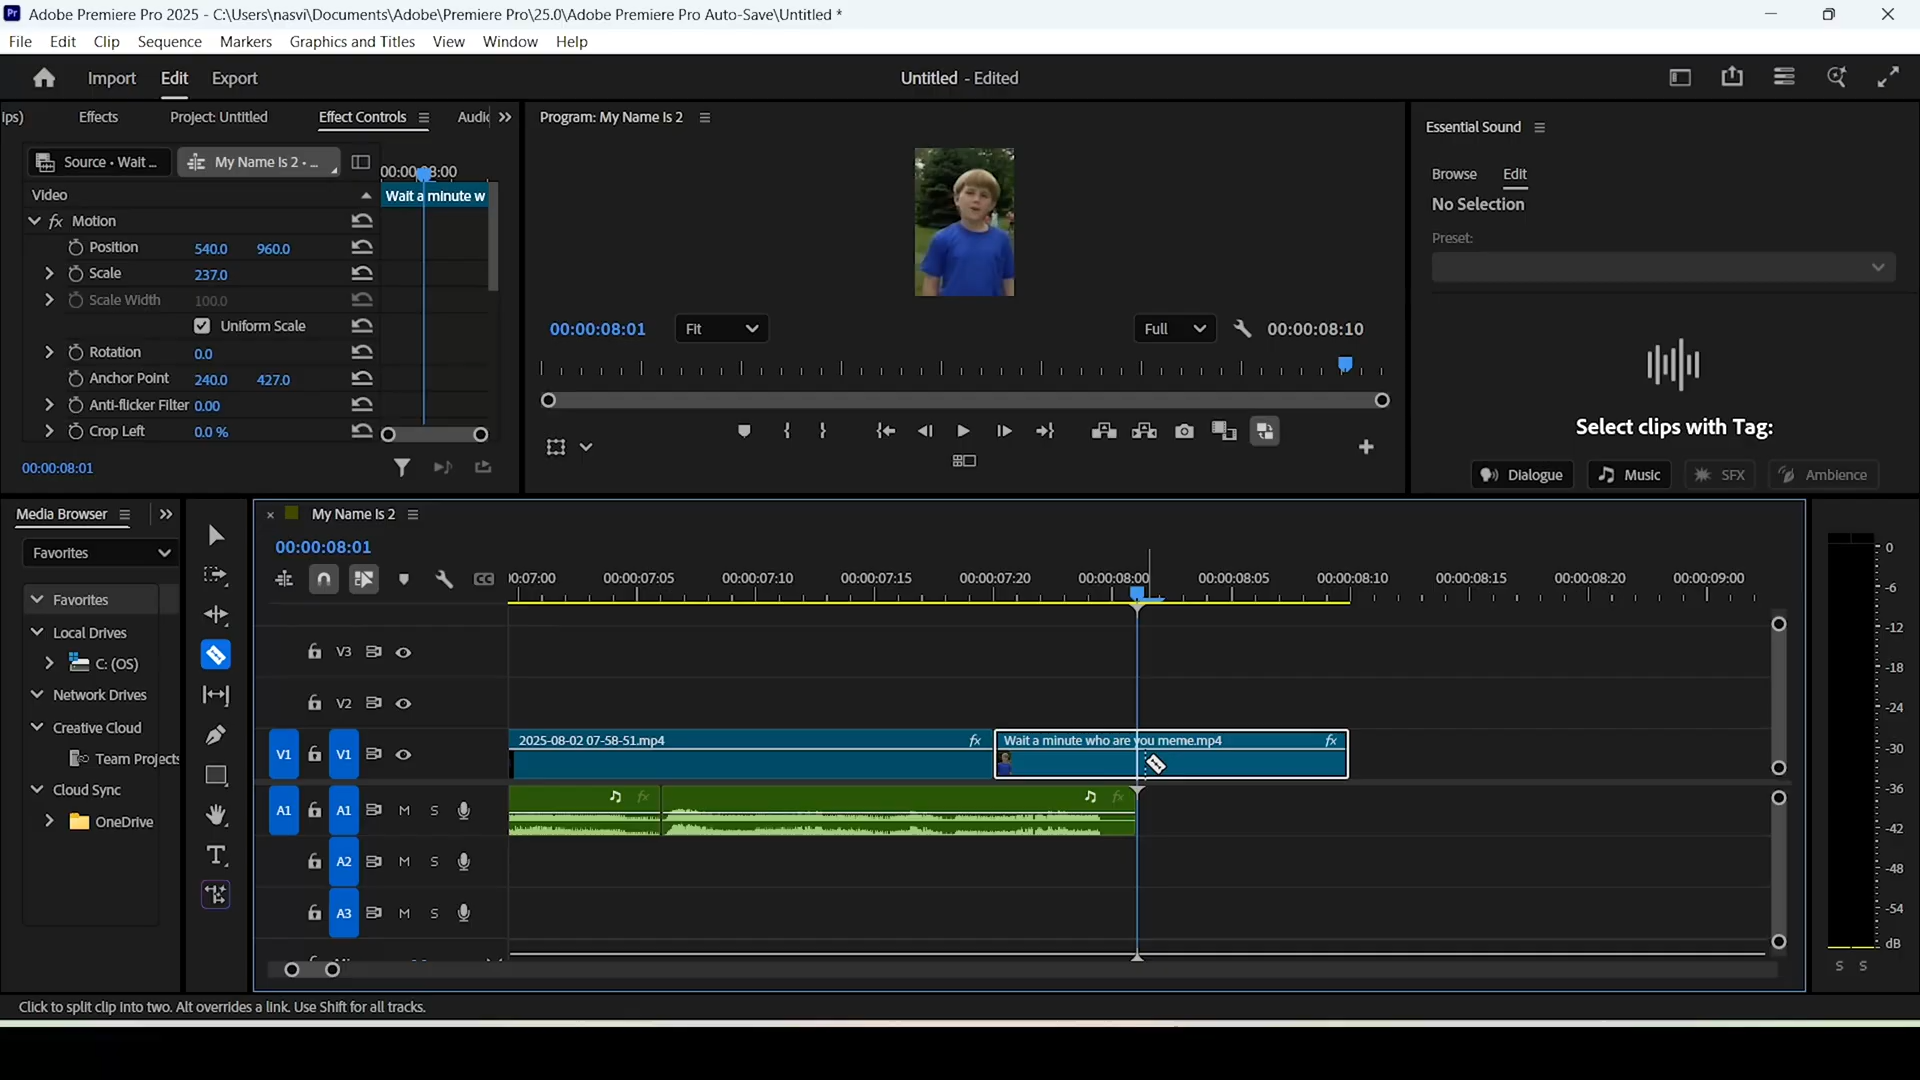 Adobe Premiere Pro 2025 - C:\Users\nasvi\Documents\Adobe\Premiere Pro\25.0\Adobe Premiere Pro Auto-Save\Untitled *
File Edit Clip Sequence Markers Graphics and Titles View Window Help
Import Edit Export
Untitled - Edited
ips) Effects Project: Untitled Effect Controls Audic
Source • Wait ... My Name Is 2 • ...
Video
Wait a minute w
Motion
Position 540.0 960.0
Scale 237.0
Scale Width 100.0
Uniform Scale
Rotation 0.0
Anchor Point 240.0 427.0
Anti-flicker Filter 0.00
Crop Left 0.0 %
00:00:08:01
Program: My Name Is 2
00:00:08:01 Fit Full 00:00:08:10
Essential Sound
Browse Edit
No Selection
Preset:
Select clips with Tag:
Dialogue Music SFX Ambience
Media Browser
Favorites
Favorites
Local Drives
C: (OS)
Network Drives
Creative Cloud
Team Projects
Cloud Sync
OneDrive
My Name Is 2
00:00:08:01
CC
00:07:00 00:00:07:05 00:00:07:10 00:00:07:15 00:00:07:20 00:00:08:00 00:00:08:05 00:00:08:10 00:00:08:15 00:00:08:20 00:00:09:00
V3
V2
V1 V1
2025-08-02 07-58-51.mp4 fx Wait a minute who are you meme.mp4 fx
A1 A1 M S
fx fx
A2 M S
A3 M S
0
-6
-12
-18
-24
-30
-36
-42
-48
-54
dB
S S
Click to split clip into two. Alt overrides a link. Use Shift for all tracks.